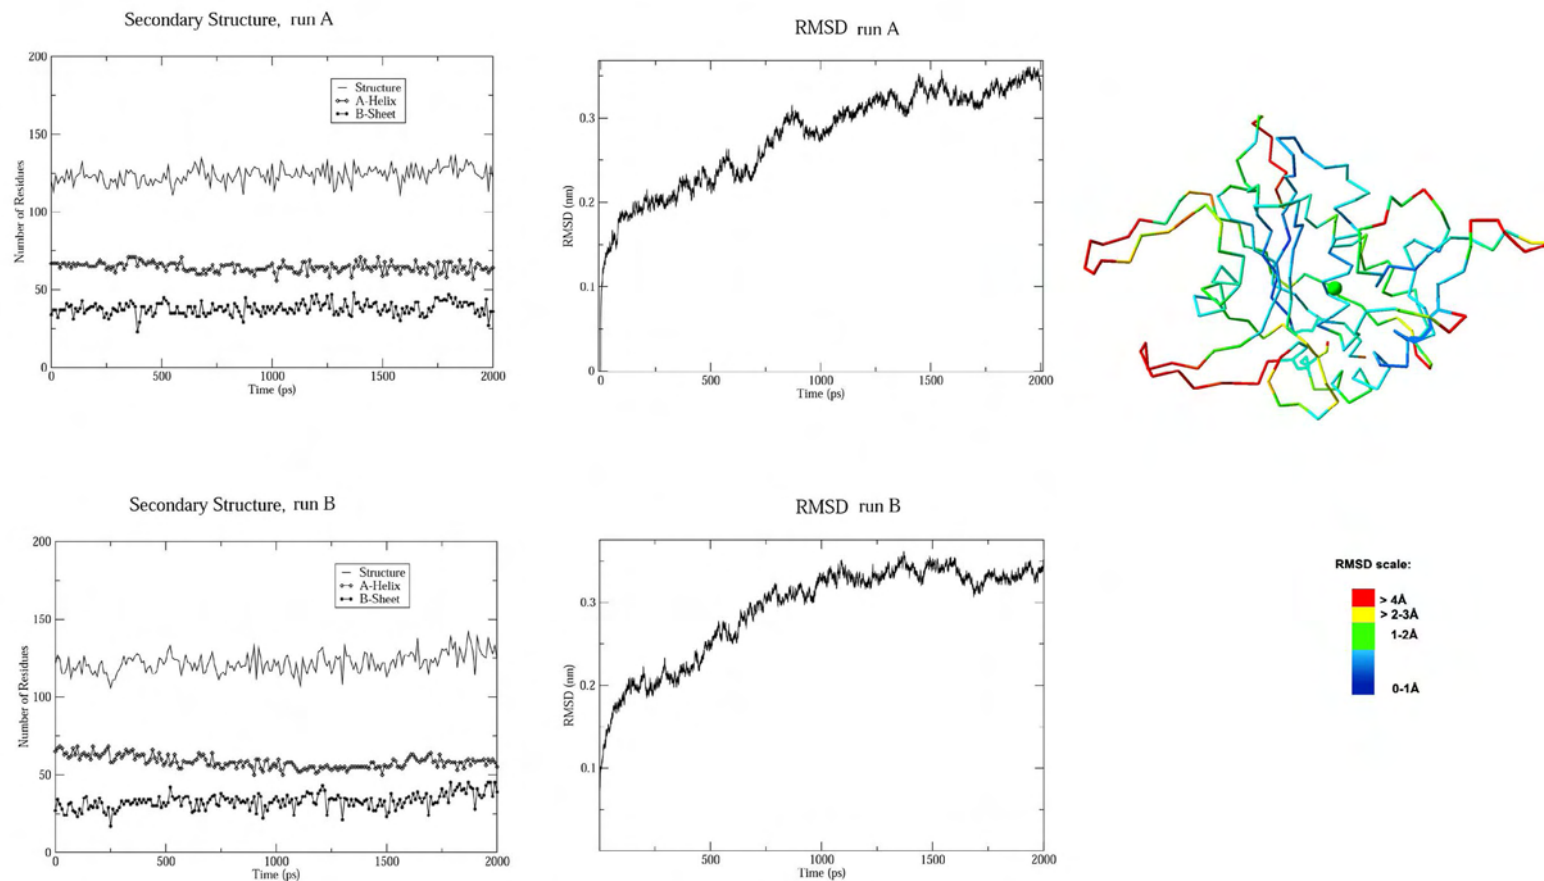 Secondary Structure, run A
200
150
100
50
0
Number of Residues
Structure
A-Helix
B-Sheet
0 500 1000 1500 2000
Time (ps)
RMSD run A
0.3
0.2
0.1
0
RMSD (nm)
0 500 1000 1500 2000
Time (ps)
Secondary Structure, run B
200
150
100
50
0
Number of Residues
Structure
A-Helix
B-Sheet
0 500 1000 1500 2000
Time (ps)
RMSD run B
0.3
0.2
0.1
RMSD (nm)
500 1000 1500 2000
Time (ps)
RMSD scale:
> 4Å
> 2-3Å
1-2Å
0-1Å